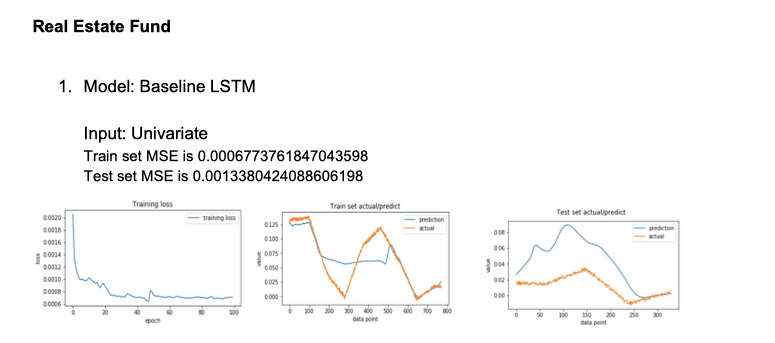 Real Estate Fund
1. Model: Baseline LSTM
Input: Univariate
Train set MSE is 0.0006773761847043598
Test set MSE is 0.0013380424088606198
Training loss
training loss
0.0020
0.0018
0.0016
0.0014
0.0012
0.0010
0.0008
0.0006
loss
0 20 40 60 80 100
epoch
Train set actual/predict
prediction
actual
0.125
0.100
0.075
0.050
0.025
0.000
value
0 100 200 300 400 500 600 700 800
data point
Test set actual/predict
prediction
actual
0.08
0.06
0.04
0.02
0.00
value
0 50 100 150 200 250 300
data point